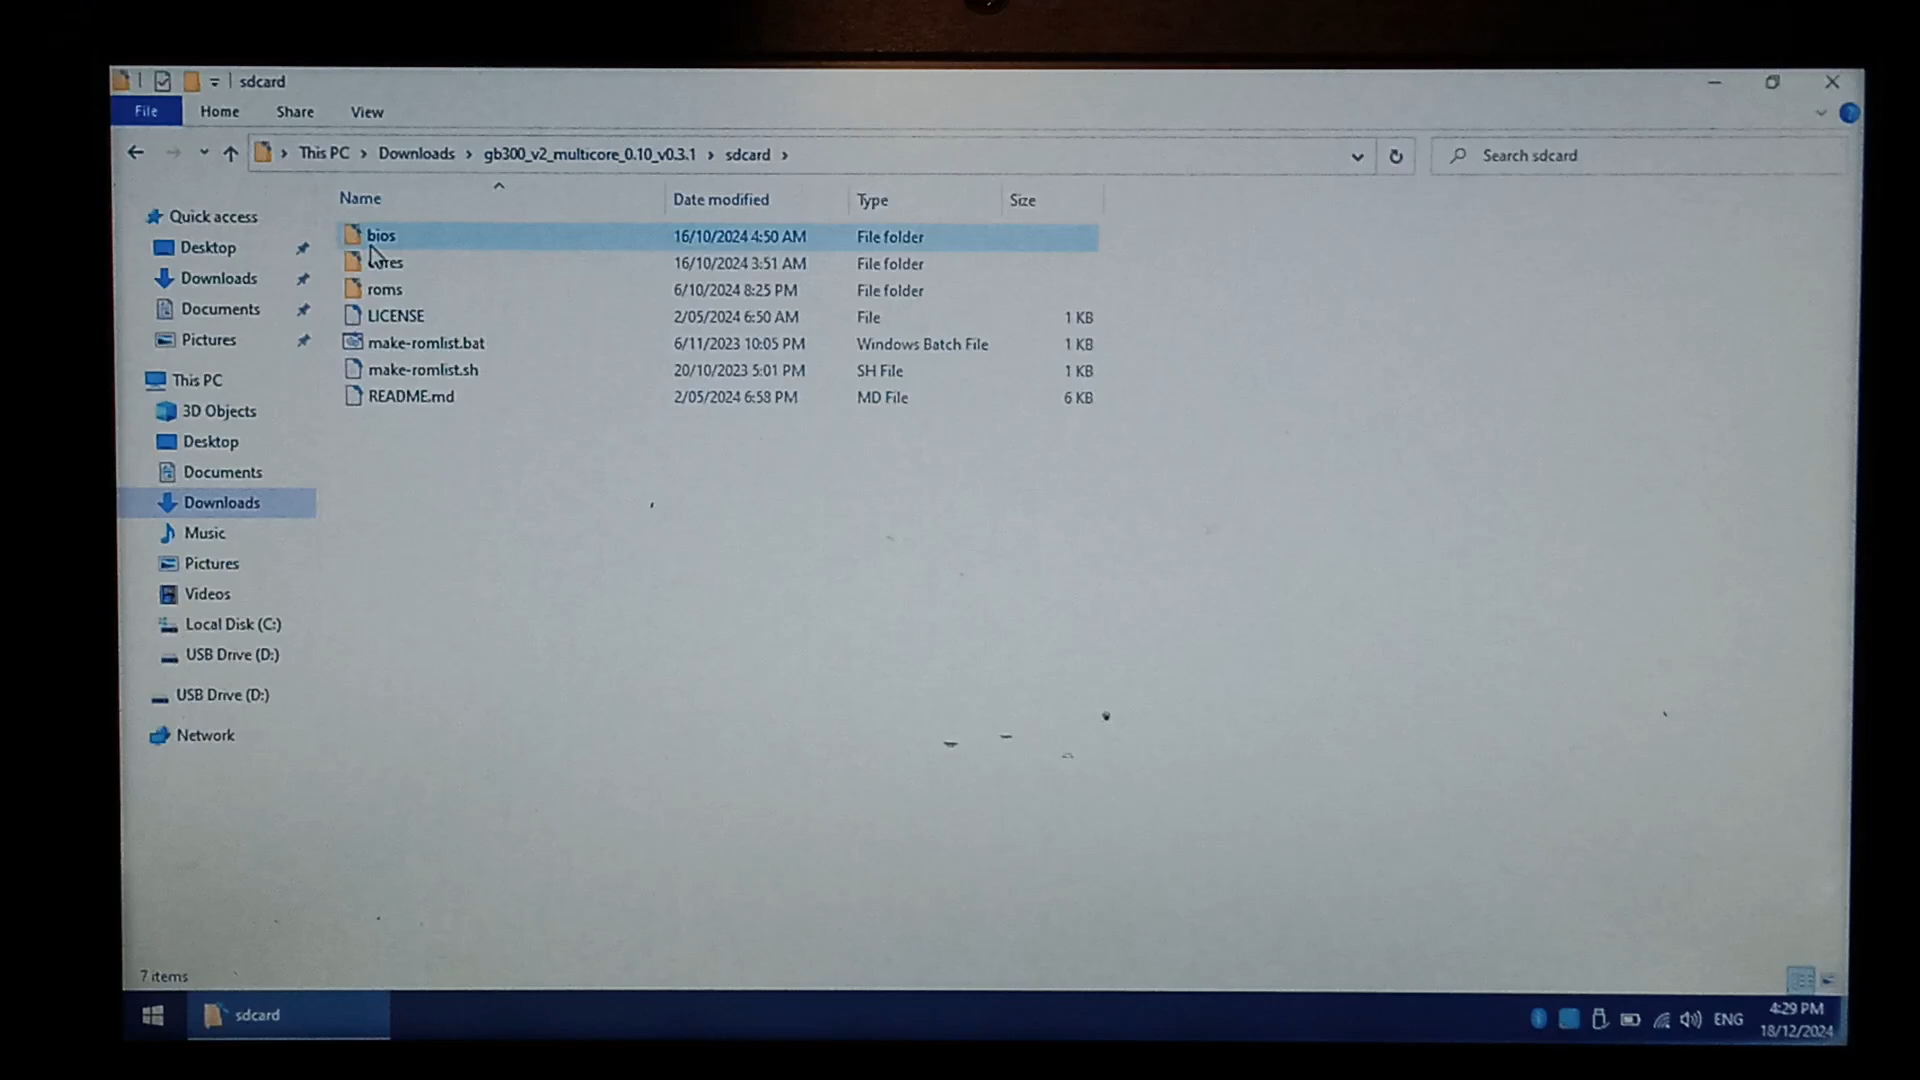 sdcard
File Home Share View
This PC > Downloads > gb300_v2_multicore_0.10_v0.3.1 > sdcard >
Search sdcard
Name Date modified Type Size
Quick access
Desktop
Downloads
Documents
Pictures
This PC
3D Objects
Desktop
Documents
Downloads
Music
Pictures
Videos
Local Disk (C:)
USB Drive (D:)
USB Drive (D:)
Network
bios 16/10/2024 4:50 AM File folder
16/10/2024 3:51 AM File folder
roms 6/10/2024 8:25 PM File folder
LICENSE 2/05/2024 6:50 AM File 1 KB
make-romlist.bat 6/11/2023 10:05 PM Windows Batch File 1 KB
make-romlist.sh 20/10/2023 5:01 PM SH File 1 KB
README.md 2/05/2024 6:58 PM MD File 6 KB
7 items
sdcard
ENG
4:29 PM
18/12/2024